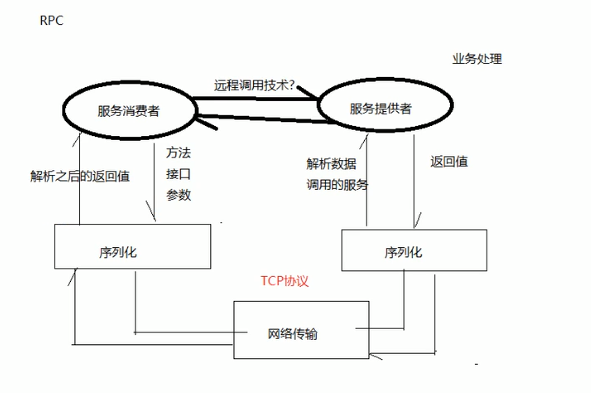 RPC
业务处理
远程调用技术?
服务消费者
服务提供者
解析之后的返回值
方法
接口
参数
解析数据
调用的服务
返回值
序列化
序列化
TCP协议
网络传输